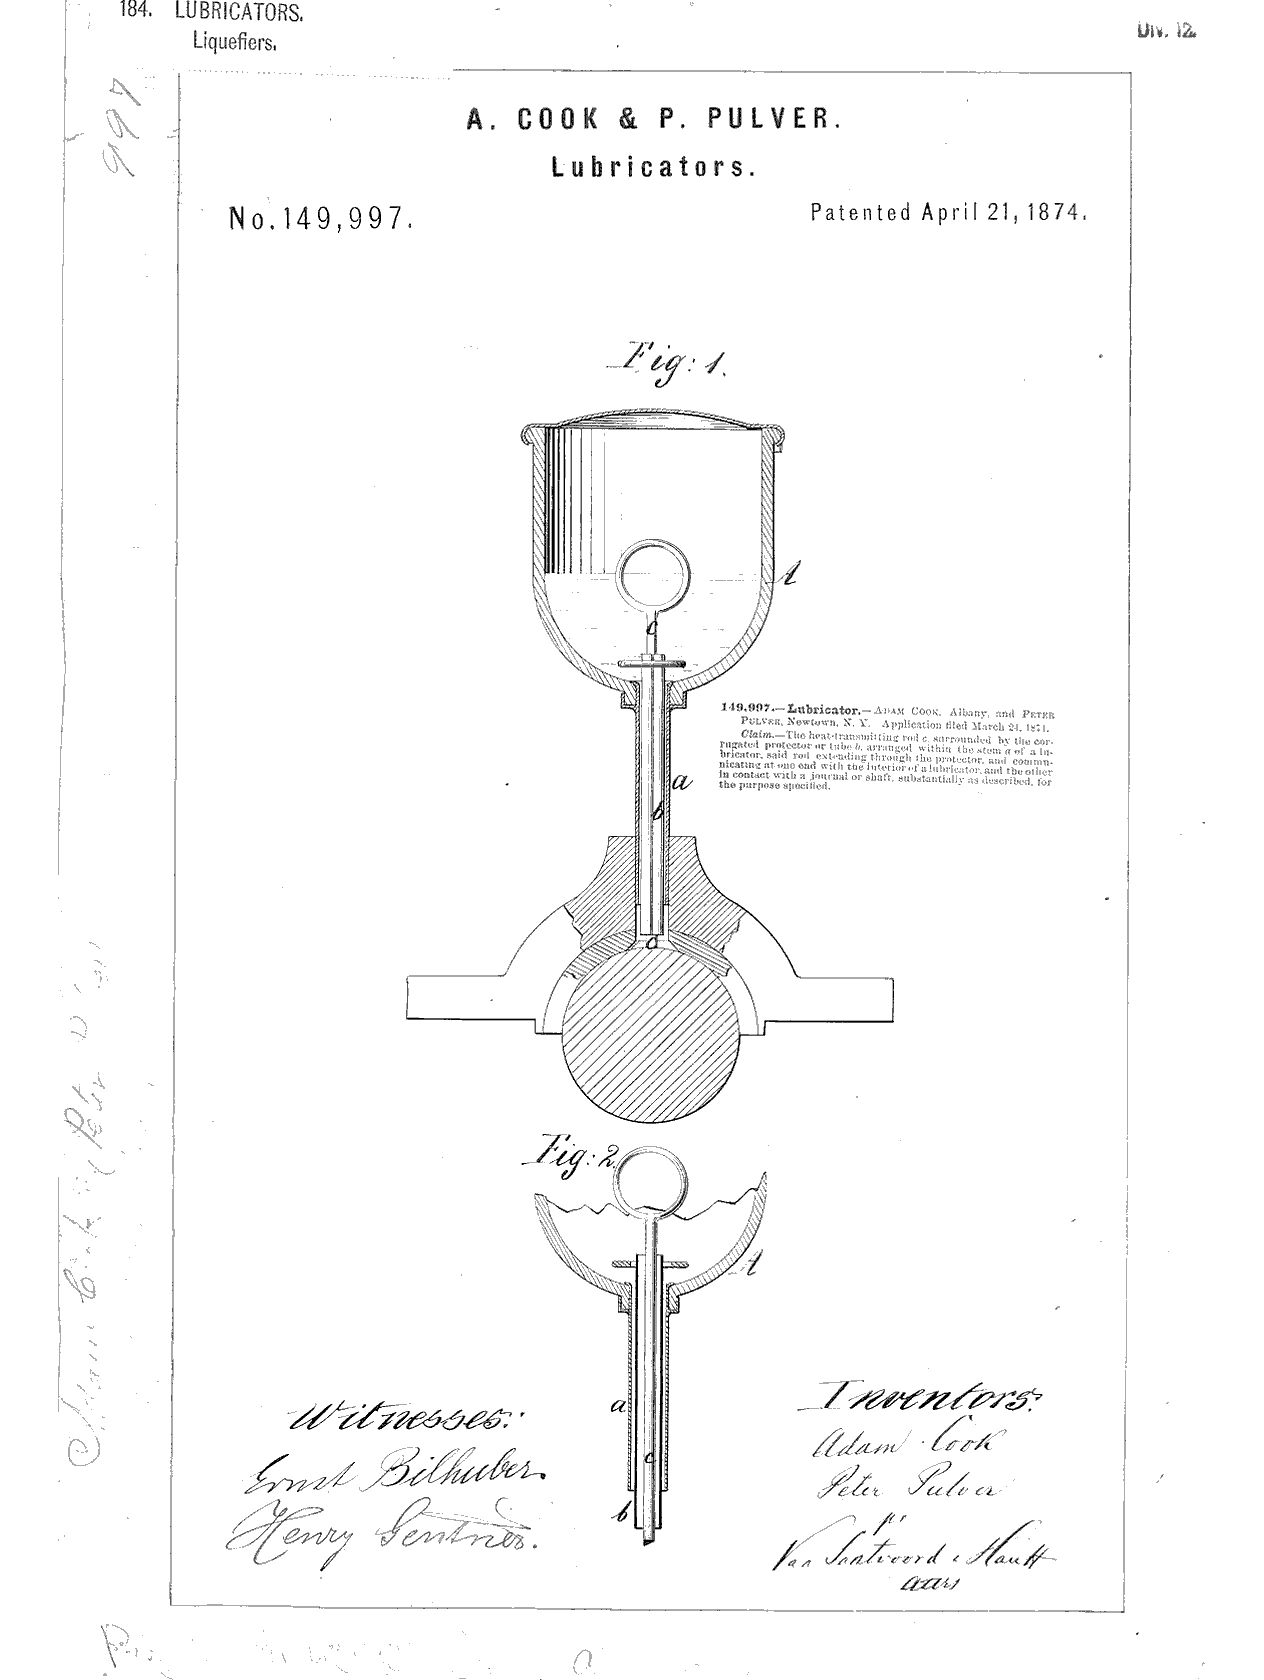 184. LUBRICATORS.
Liquefiers.
Div. 12.
997
A. COOK & P. PULVER.
Lubricators.
No. 149,997.
Patented April 21, 1874.
Fig: 1.
A
c
149,997.—Lubricator.—ADAM COOK, Albany, and PETER
PULVER, Newtown, N. Y. Application filed March 24, 1874.
Claim.—The heat-transmitting rod c, surrounded by the cor-
rugated protector or tube b, arranged within the stem a of a lu-
bricator, said rod extending through the protector, and commu-
nicating at one end with the interior of a lubricator, and the other
in contact with a journal or shaft, substantially as described, for
the purpose specified.
a
b
c
Fig: 2.
A
a
c
b
Witnesses:
Ernst Bilhuber.
Henry Gentner.
Inventors:
Adam Cook
Peter Pulver
Van Santvoord & Hauff
attys